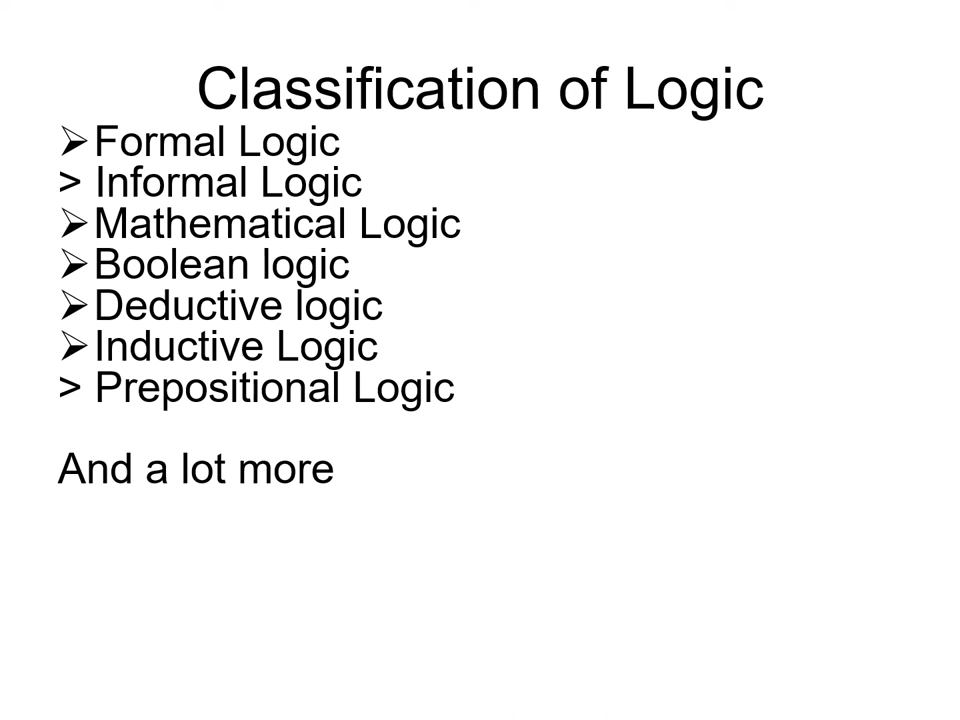 Classification of Logic
➢Formal Logic
> Informal Logic
➢Mathematical Logic
➢Boolean logic
➢Deductive logic
➢Inductive Logic
> Prepositional Logic
And a lot more